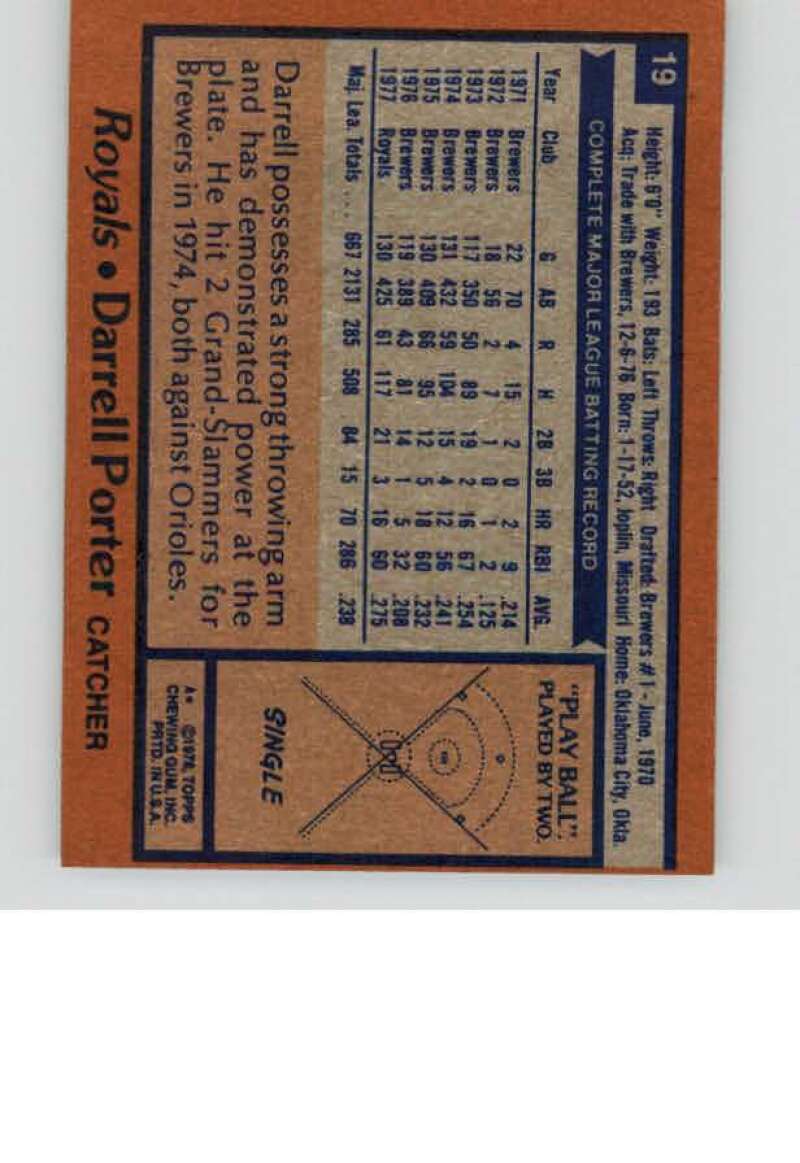 19
Height: 6'0" Weight: 193 Bats: Left Throws: Right Drafted: Brewers #1 - June, 1970
Acq: Trade with Brewers, 12-6-76 Born: 1-17-52, Joplin, Missouri Home: Oklahoma City, Okla.
COMPLETE MAJOR LEAGUE BATTING RECORD
Year Club G AB R H 2B 3B HR RBI AVG.
1971 Brewers 22 70 4 15 2 0 2 9 .214
1972 Brewers 18 56 2 7 1 0 1 2 .125
1973 Brewers 117 350 50 89 19 2 16 67 .254
1974 Brewers 131 432 59 104 15 4 12 56 .241
1975 Brewers 130 409 66 95 12 5 18 60 .232
1976 Brewers 119 389 43 81 14 1 5 32 .208
1977 Royals 130 425 61 117 21 3 16 60 .275
Maj. Lea. Totals ... 667 2131 285 508 84 15 70 286 .238
Darrell possesses a strong throwing arm
and has demonstrated power at the
plate. He hit 2 Grand-Slammers for
Brewers in 1974, both against Orioles.
"PLAY BALL"
PLAYED BY TWO.
SINGLE
A* ©1978 TOPPS
CHEWING GUM, INC.
PRTD. IN U.S.A.
Royals • Darrell Porter CATCHER